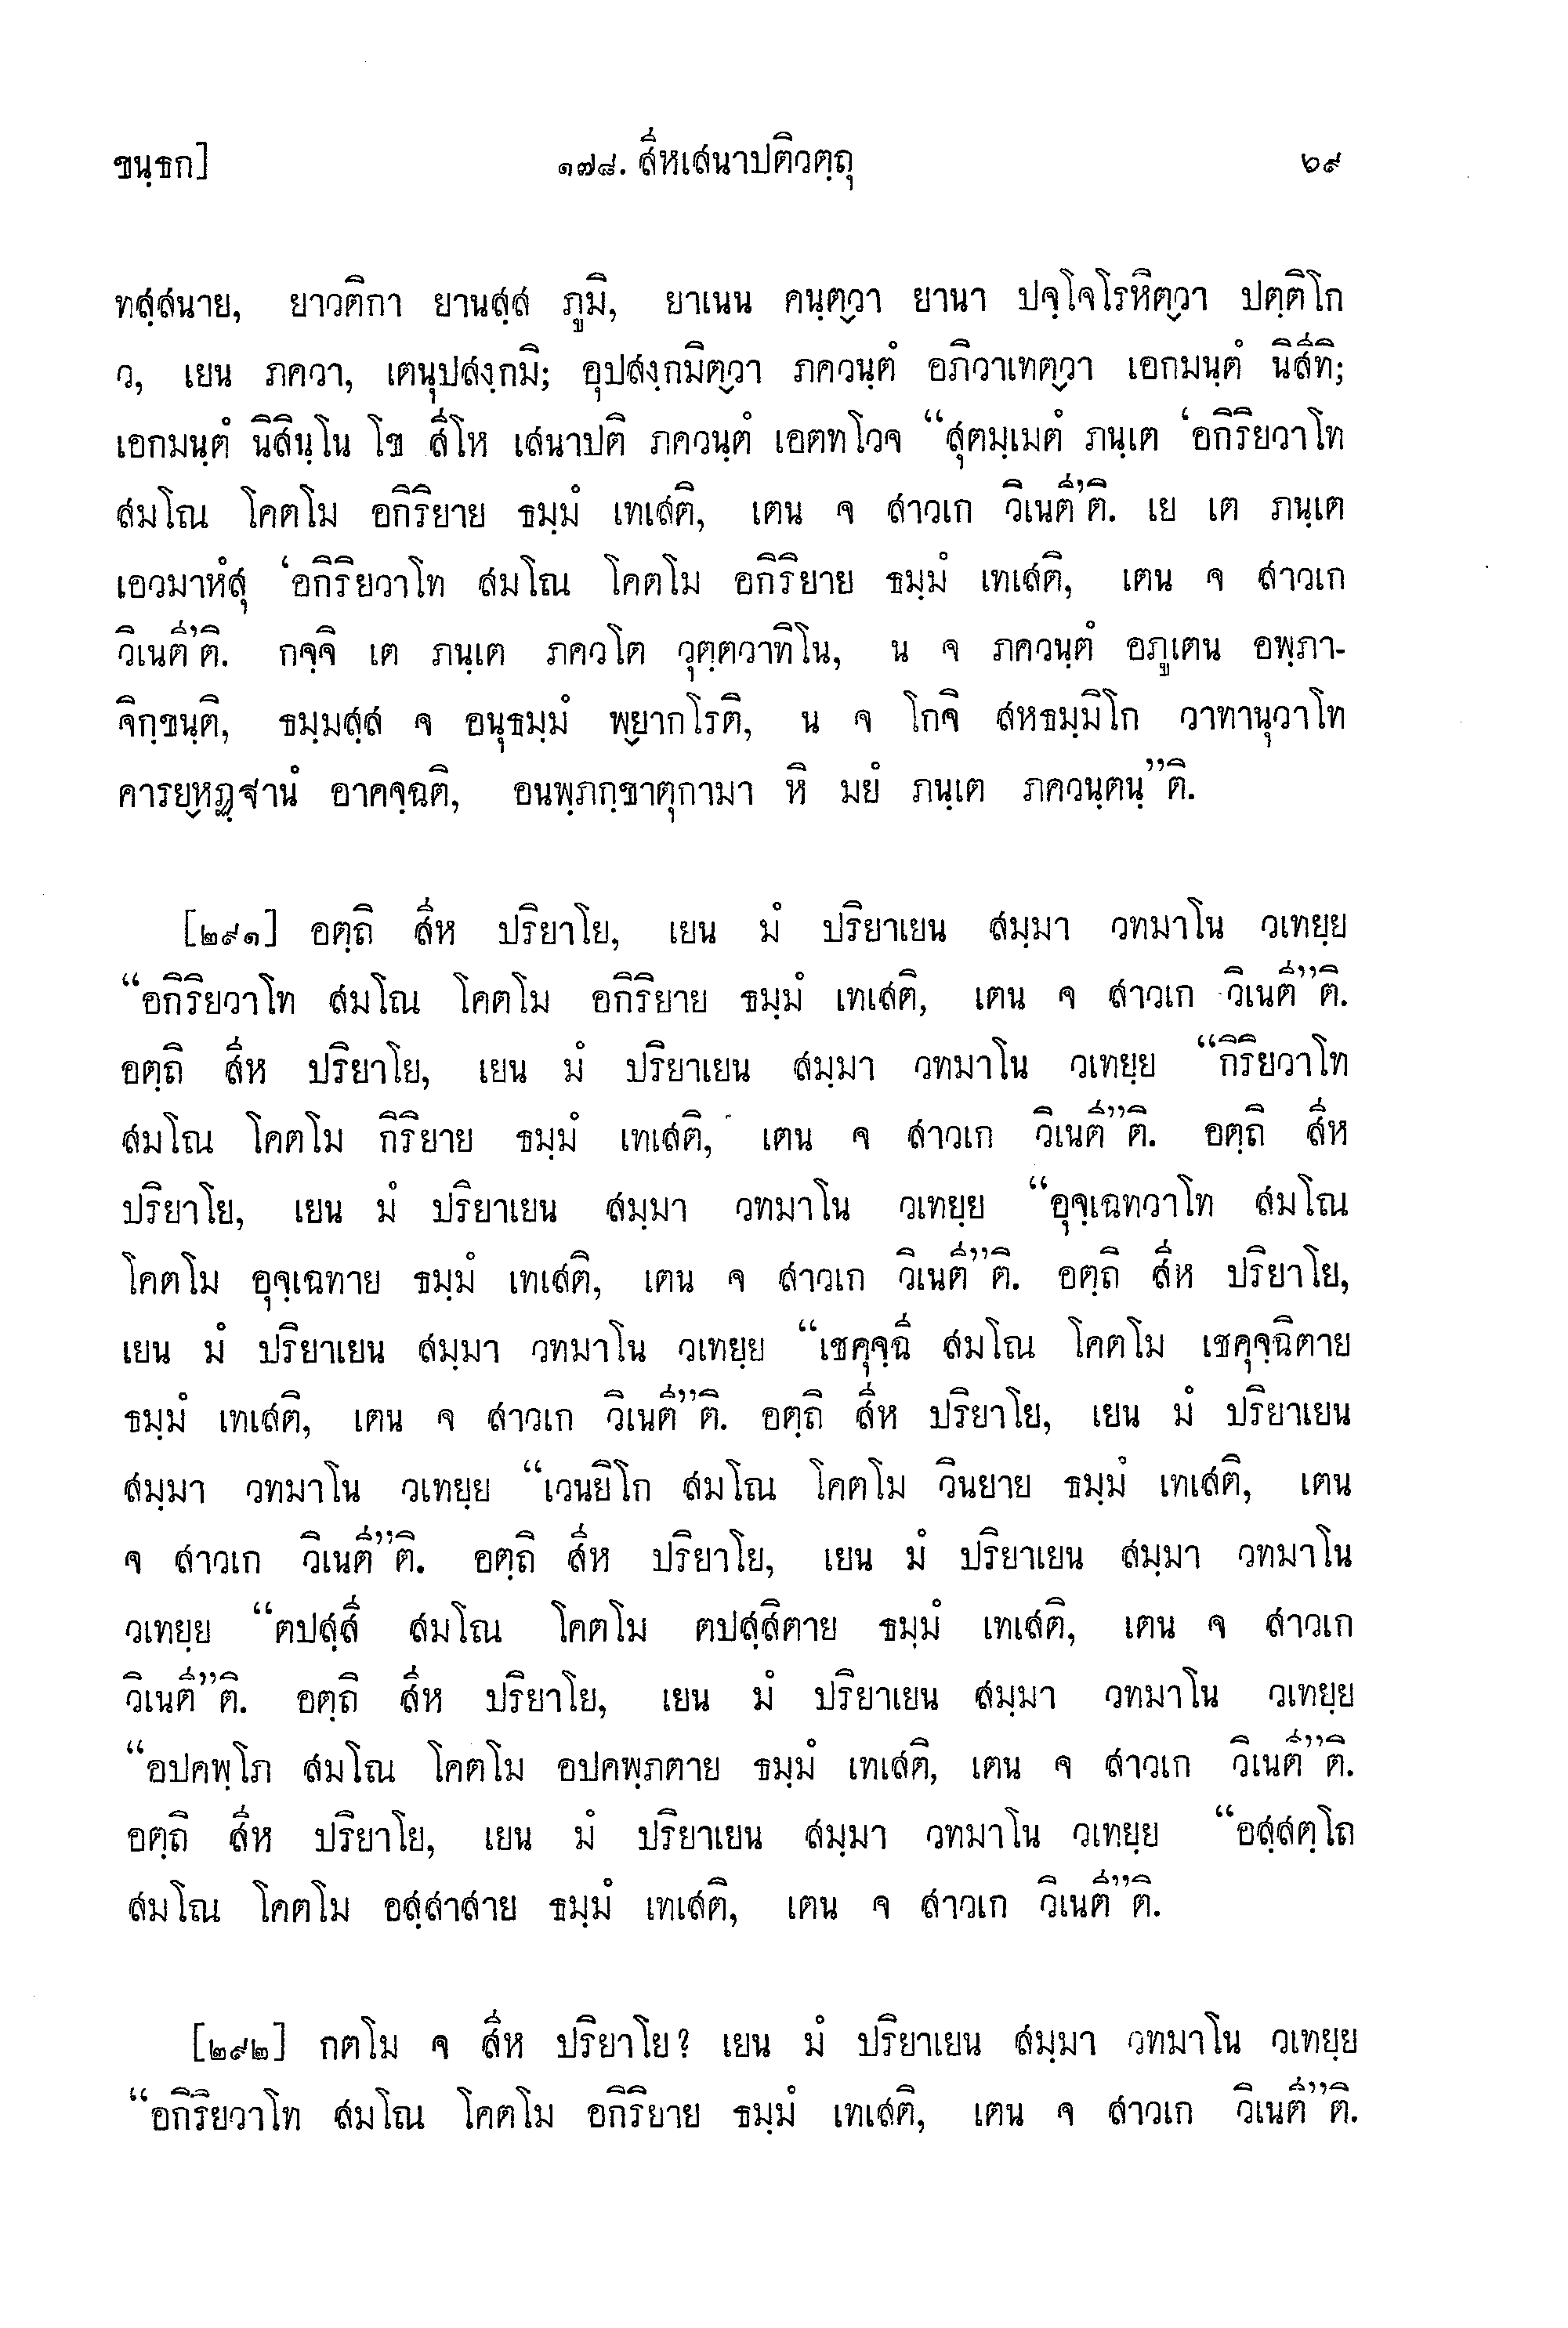 ขนฺธก] ๑๗๘. สีหเสนาปติวตฺถุ ๖๙
ทสฺสนาย, ยาวติกา ยานสฺส ภูมิ, ยาเนน คนฺตฺวา ยานา ปจฺโจโรหิตฺวา ปตฺติโก
ว, เยน ภควา, เตนุปสงฺกมิ; อุปสงฺกมิตฺวา ภควนฺตํ อภิวาเทตฺวา เอกมนฺตํ นิสีทิ;
เอกมนฺตํ นิสินฺโน โข สีโห เสนาปติ ภควนฺตํ เอตทโวจ “สุตมฺเมตํ ภนฺเต ‘อกิริยวาโท
สมโณ โคตโม อกิริยาย ธมฺมํ เทเสติ, เตน จ สาวเก วิเนตี’ติ. เย เต ภนฺเต
เอวมาหํสุ ‘อกิริยวาโท สมโณ โคตโม อกิริยาย ธมฺมํ เทเสติ, เตน จ สาวเก
วิเนตี’ติ. กจฺจิ เต ภนฺเต ภควโต วุตฺตวาทิโน, น จ ภควนฺตํ อภูเตน อพฺภา-
จิกฺขนฺติ, ธมฺมสฺส จ อนุธมฺมํ พฺยากโรติ, น จ โกจิ สหธมฺมิโก วาทานุวาโท
คารยฺหฏฺฐานํ อาคจฺฉติ, อนพฺภกฺขาตุกามา หิ มยํ ภนฺเต ภควนฺตนฺ”ติ.
[๒๙๑] อตฺถิ สีห ปริยาโย, เยน มํ ปริยาเยน สมฺมา วทมาโน วเทยฺย
“อกิริยวาโท สมโณ โคตโม อกิริยาย ธมฺมํ เทเสติ, เตน จ สาวเก วิเนตี”ติ.
อตฺถิ สีห ปริยาโย, เยน มํ ปริยาเยน สมฺมา วทมาโน วเทยฺย “กิริยวาโท
สมโณ โคตโม กิริยาย ธมฺมํ เทเสติ, เตน จ สาวเก วิเนตี”ติ. อตฺถิ สีห
ปริยาโย, เยน มํ ปริยาเยน สมฺมา วทมาโน วเทยฺย “อุจฺเฉทวาโท สมโณ
โคตโม อุจฺเฉทาย ธมฺมํ เทเสติ, เตน จ สาวเก วิเนตี”ติ. อตฺถิ สีห ปริยาโย,
เยน มํ ปริยาเยน สมฺมา วทมาโน วเทยฺย “เชคุจฺฉี สมโณ โคตโม เชคุจฺฉิตาย
ธมฺมํ เทเสติ, เตน จ สาวเก วิเนตี”ติ. อตฺถิ สีห ปริยาโย, เยน มํ ปริยาเยน
สมฺมา วทมาโน วเทยฺย “เวนยิโก สมโณ โคตโม วินยาย ธมฺมํ เทเสติ, เตน
จ สาวเก วิเนตี”ติ. อตฺถิ สีห ปริยาโย, เยน มํ ปริยาเยน สมฺมา วทมาโน
วเทยฺย “ตปสฺสี สมโณ โคตโม ตปสฺสิตาย ธมฺมํ เทเสติ, เตน จ สาวเก
วิเนตี”ติ. อตฺถิ สีห ปริยาโย, เยน มํ ปริยาเยน สมฺมา วทมาโน วเทยฺย
“อปคพฺโภ สมโณ โคตโม อปคพฺภตาย ธมฺมํ เทเสติ, เตน จ สาวเก วิเนตี”ติ.
อตฺถิ สีห ปริยาโย, เยน มํ ปริยาเยน สมฺมา วทมาโน วเทยฺย “อสฺสตฺโถ
สมโณ โคตโม อสฺสาสาย ธมฺมํ เทเสติ, เตน จ สาวเก วิเนตี”ติ.
[๒๙๒] กตโม จ สีห ปริยาโย? เยน มํ ปริยาเยน สมฺมา วทมาโน วเทยฺย
“อกิริยวาโท สมโณ โคตโม อกิริยาย ธมฺมํ เทเสติ, เตน จ สาวเก วิเนตี”ติ.